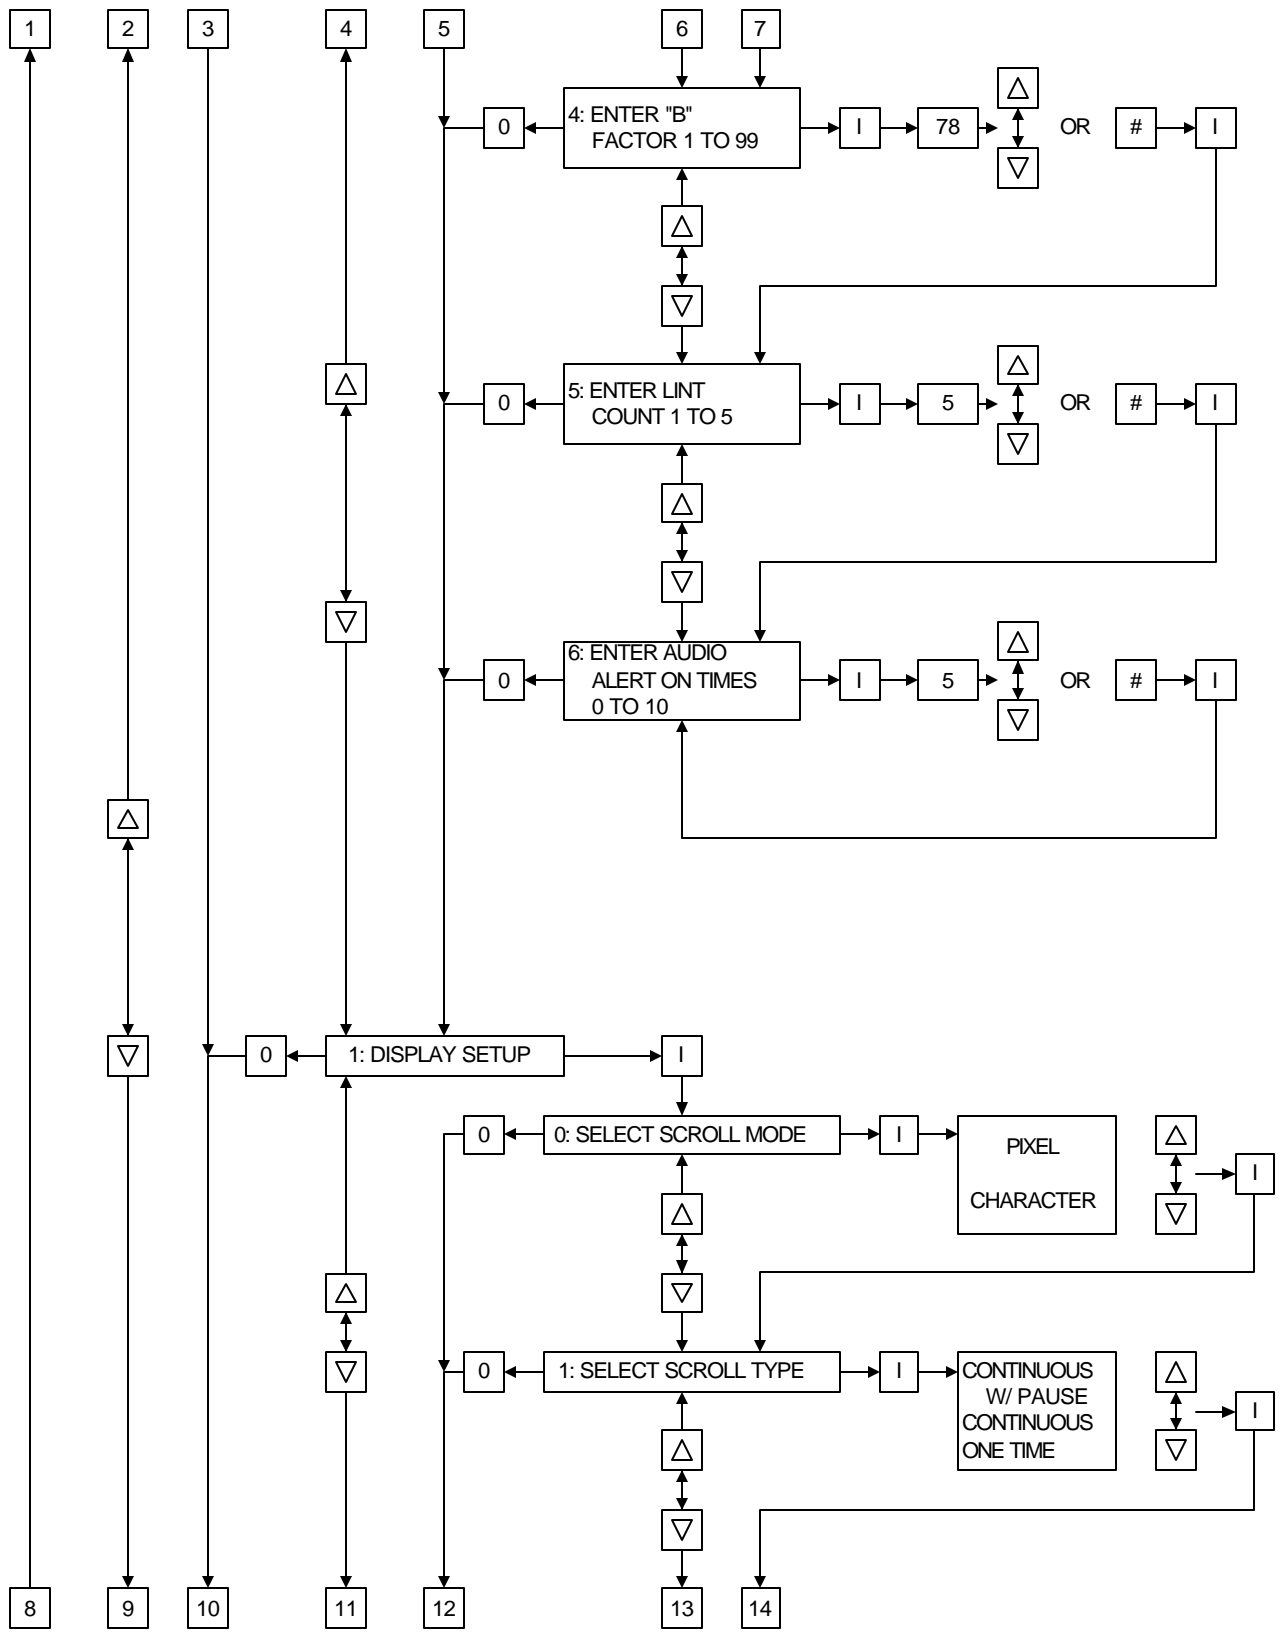 1 2 3 4 5 6 7
0 4: ENTER "B" I 78 OR # I
FACTOR 1 TO 99
0 5: ENTER LINT I 5 OR # I
COUNT 1 TO 5
6: ENTER AUDIO
0 ALERT ON TIMES I 5 OR # I
0 TO 10
0 1: DISPLAY SETUP I
0 0: SELECT SCROLL MODE I PIXEL
CHARACTER I
0 1: SELECT SCROLL TYPE I CONTINUOUS
W/ PAUSE
CONTINUOUS I
ONE TIME
8 9 10 11 12 13 14